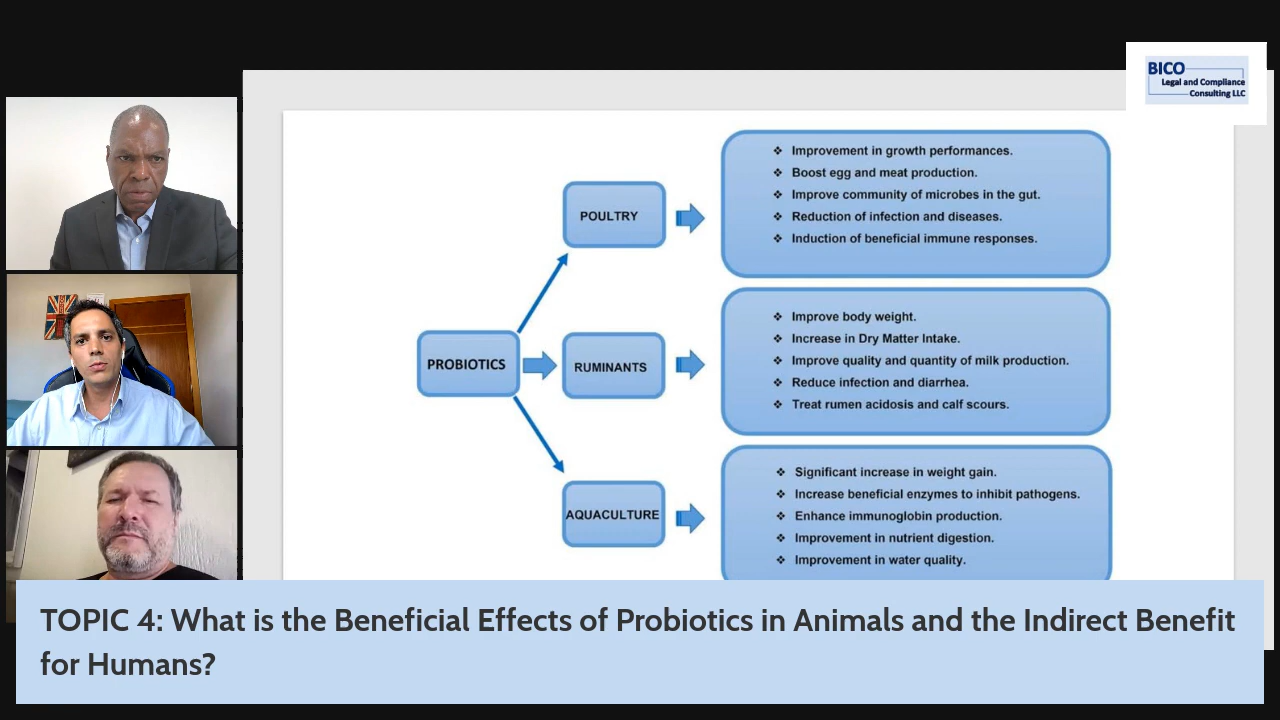 BICO
Legal and Compliance
Consulting LLC
Improvement in growth performances.
Boost egg and meat production.
POULTRY
Improve community of microbes in the gut.
Reduction of infection and diseases.
Induction of beneficial immune responses.
PROBIOTICS
RUMINANTS
Improve body weight.
Increase in Dry Matter Intake.
Improve quality and quantity of milk production.
Reduce infection and diarrhea.
Treat rumen acidosis and calf scours.
AQUACULTURE
Significant increase in weight gain.
Increase beneficial enzymes to inhibit pathogens.
Enhance immunoglobin production.
Improvement in nutrient digestion.
Improvement in water quality.
TOPIC 4: What is the Beneficial Effects of Probiotics in Animals and the Indirect Benefit
for Humans?